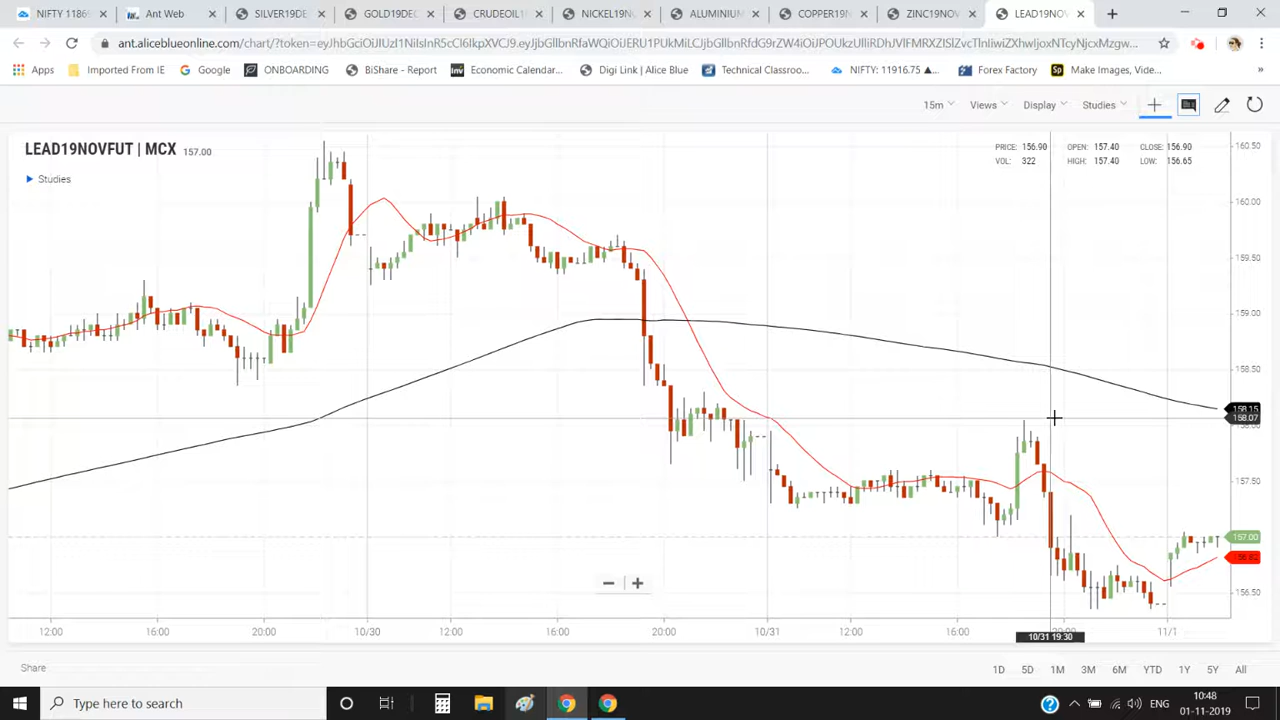 NIFTY 1186
Ant Web
SILVER19DE
GOLD19DEC
CRUDEOIL1
NICKEL19N
ALUMINIUM
COPPER19N
ZINC19NOV
LEAD19NOV
Apps
Imported From IE
Google
ONBOARDING
BiShare - Report
Economic Calendar...
Digi Link | Alice Blue
Technical Classroo...
NIFTY: 11916.75 ▲...
Forex Factory
Make Images, Vide...
»
15m
Views
Display
Studies
LEAD19NOVFUT | MCX 157.00
Studies
PRICE: 156.90 OPEN: 157.40 CLOSE: 156.90
VOL: 322 HIGH: 157.40 LOW: 156.65
160.50
160.00
159.50
159.00
158.50
158.15
158.07
157.50
157.00
156.50
12:00 16:00 20:00 10/30 12:00 16:00 20:00 10/31 12:00 16:00 11/1
10/31 19:30
Share
1D 5D 1M 3M 6M YTD 1Y 5Y All
Type here to search
ENG
10:48
01-11-2019